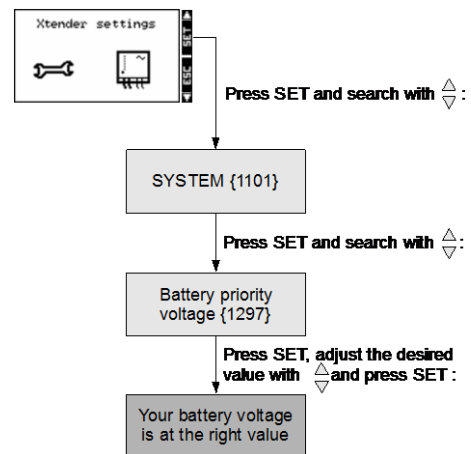 Xtender settings
SET
ESC
Press SET and search with :
SYSTEM {1101}
Press SET and search with :
Battery priority
voltage {1297}
Press SET, adjust the desired
value with and press SET :
Your battery voltage
is at the right value